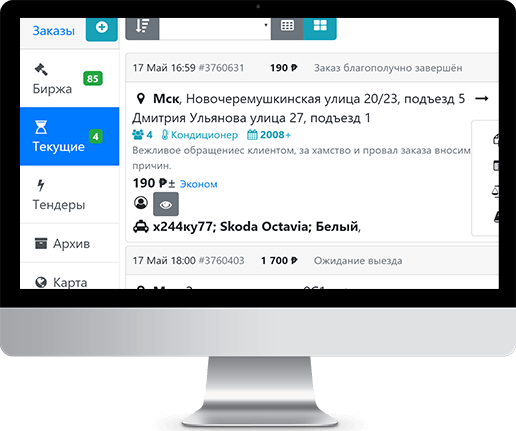 Заказы
Биржа 85
Текущие 4
Тендеры
Архив
Карта
17 Май 16:59 #3760631 190 ₽ Заказ благополучно завершён
Мск, Новочеремушкинская улица 20/23, подъезд 5 →
Дмитрия Ульянова улица 27, подъезд 1
4 Кондиционер 2008+
Вежливое обращениес клиентом, за хамство и провал заказа вносим
причин.
190 ₽± Эконом
х244ку77; Skoda Octavia; Белый,
17 Май 18:00 #3760403 1 700 ₽ Ожидание выезда